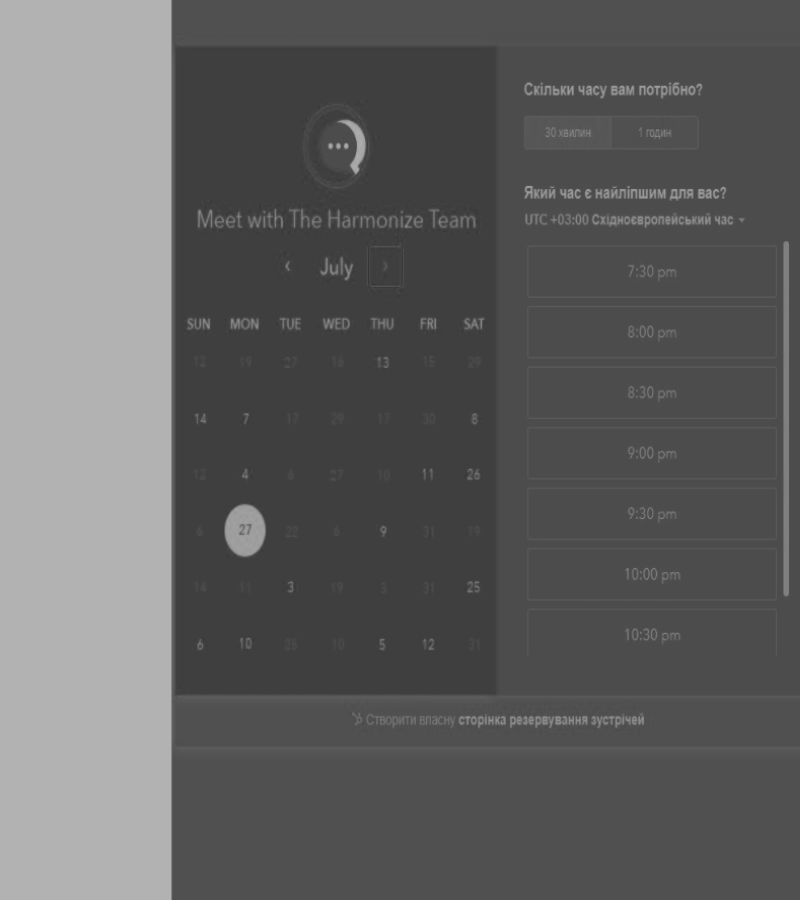 Meet with The Harmonize Team
July
SUN MON TUE WED THU FRI SAT
12 19 27 16 13 15 29
14 7 17 29 17 30 8
12 4 6 27 10 11 26
6 27 22 6 9 31 19
14 11 3 19 3 31 25
6 10 10 5 12 31
Скільки часу вам потрібно?
30 хвилин 1 годин
Який час є найліпшим для вас?
UTC +03:00 Східноєвропейський час
7:30 pm
8:00 pm
8:30 pm
9:00 pm
9:30 pm
10:00 pm
10:30 pm
Створити власну сторінка резервування зустрічей